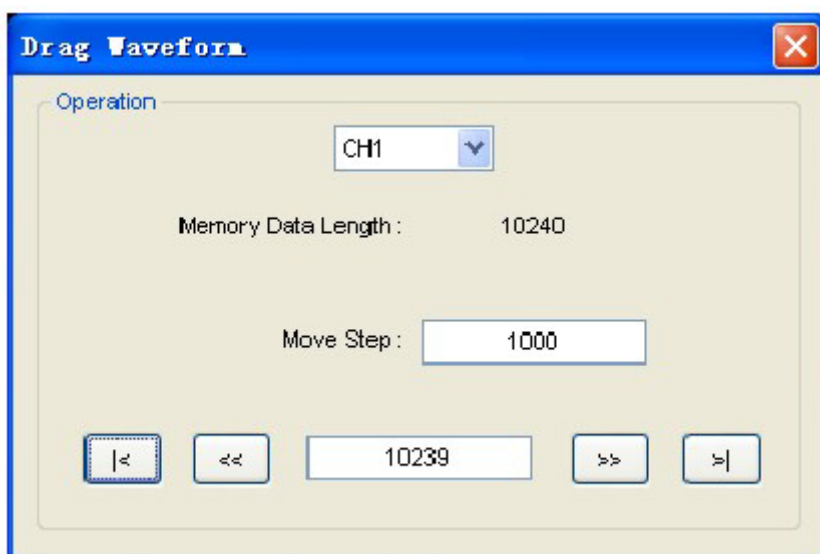 Drag Waveform
Operation
CH1
Memory Data Length : 10240
Move Step : 1000
|< << 10239 >> >|